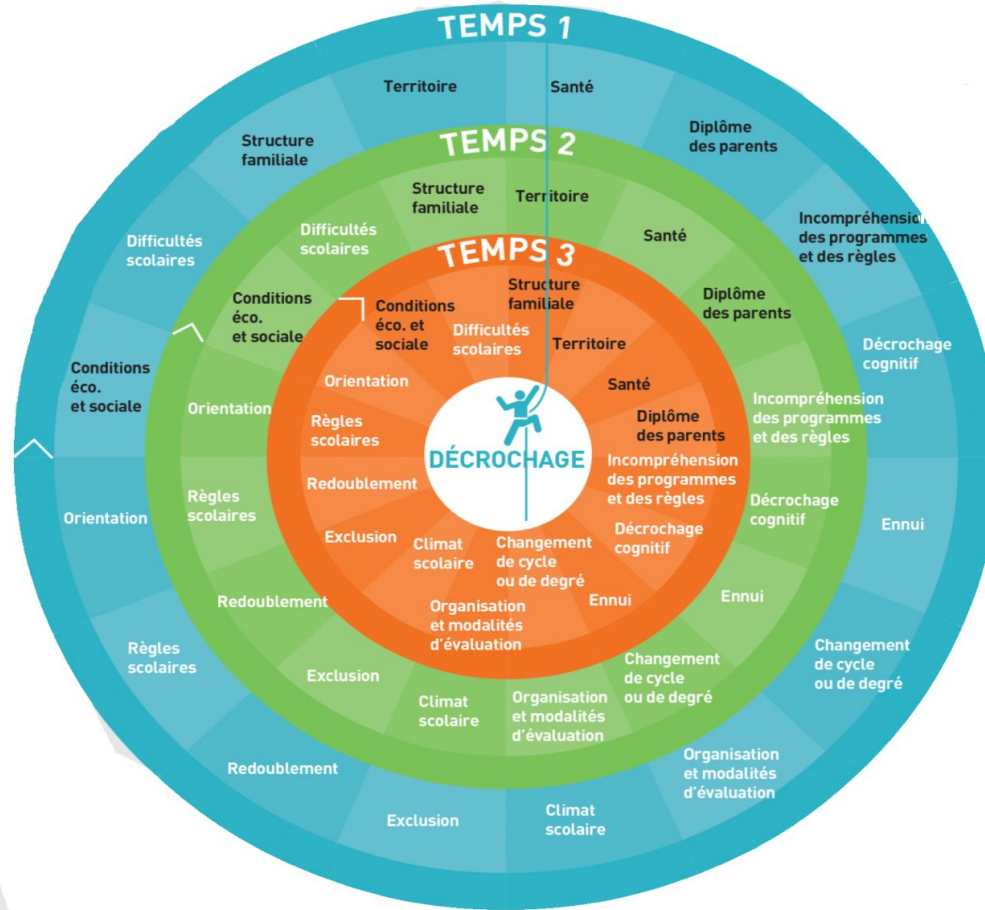 TEMPS 1
Territoire
Santé
Diplôme
des parents
Incompréhension
des programmes
et des règles
Décrochage
cognitif
Ennui
Changement
de cycle
ou de degré
Organisation
et modalités
d'évaluation
Climat
scolaire
Exclusion
Redoublement
Règles
scolaires
Orientation
Conditions
éco.
et sociale
Difficultés
scolaires
Structure
familiale
TEMPS 2
Structure
familiale
Territoire
Santé
Diplôme
des parents
Incompréhension
des programmes
et des règles
Décrochage
cognitif
Ennui
Changement
de cycle
ou de degré
Organisation
et modalités
d'évaluation
Climat
scolaire
Exclusion
Redoublement
Règles
scolaires
Orientation
Conditions
éco.
et sociale
Difficultés
scolaires
TEMPS 3
Structure
familiale
Territoire
Santé
Diplôme
des parents
Incompréhension
des programmes
et des règles
Décrochage
cognitif
Ennui
Changement
de cycle
ou de degré
Organisation
et modalités
d'évaluation
Climat
scolaire
Exclusion
Redoublement
Règles
scolaires
Orientation
Conditions
éco. et
sociale
Difficultés
scolaires
DÉCROCHAGE